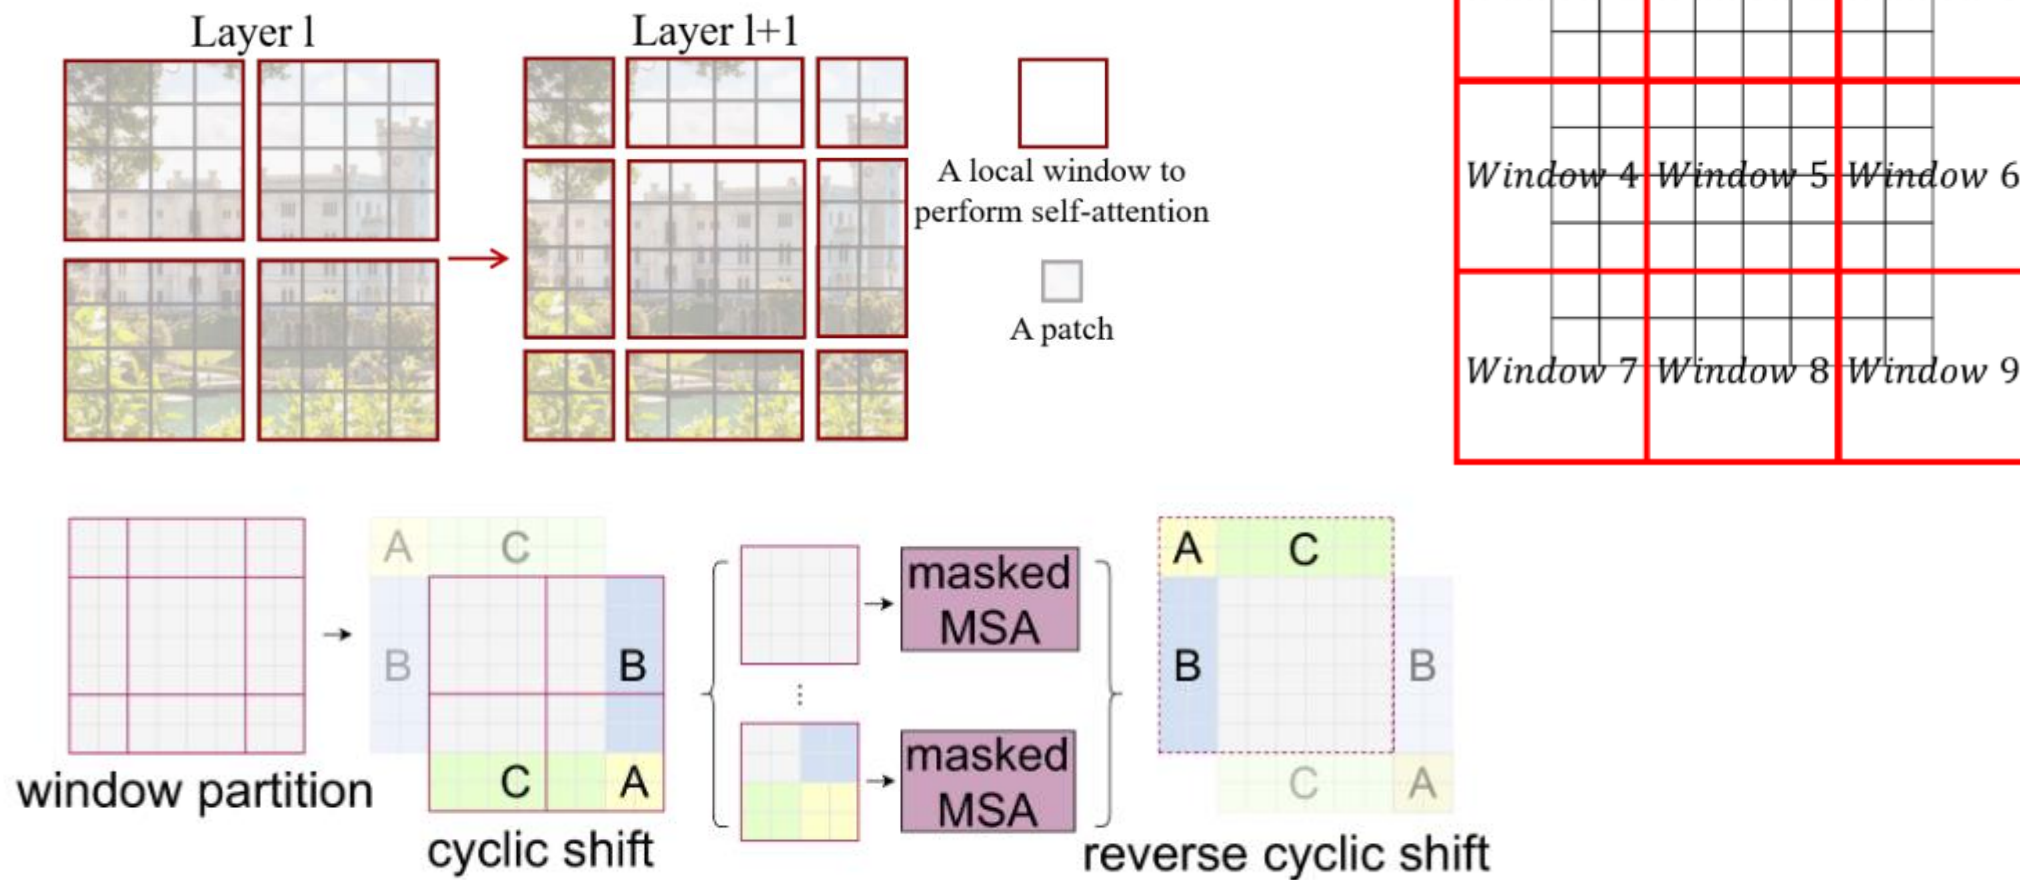 Layer l
Layer l+1
A local window to
perform self-attention
A patch
Window 4 Window 5 Window 6
Window 7 Window 8 Window 9
A C
B B
C A
window partition
cyclic shift
masked
MSA
masked
MSA
A C
B B
C A
reverse cyclic shift